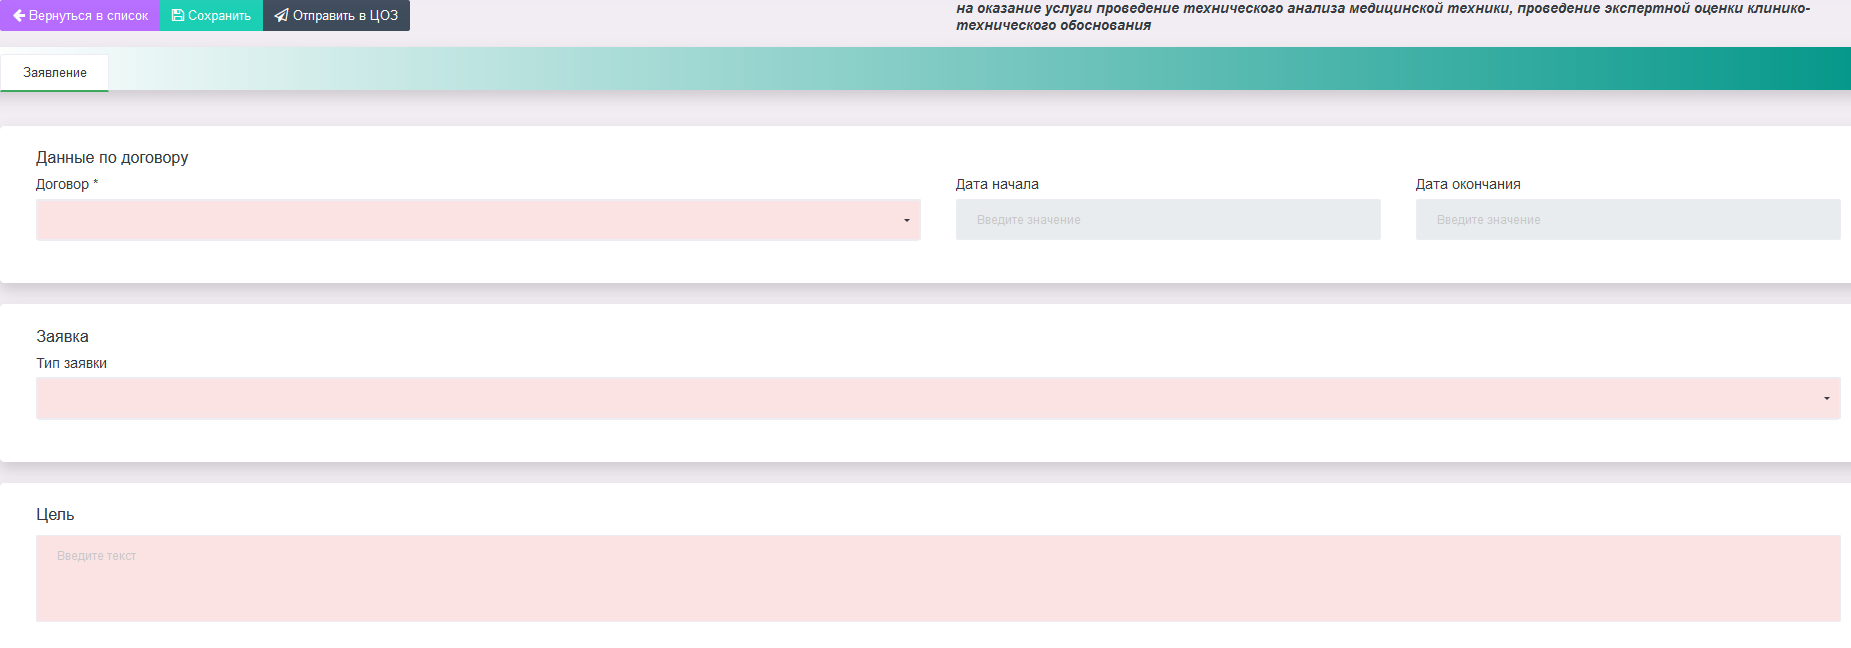 Вернуться в список Сохранить Отправить в ЦОЗ
на оказание услуги проведение технического анализа медицинской техники, проведение экспертной оценки клинико-
технического обоснования
Заявление
Данные по договору
Договор * Дата начала Дата окончания
Введите значение Введите значение
Заявка
Тип заявки
Цель
Введите текст